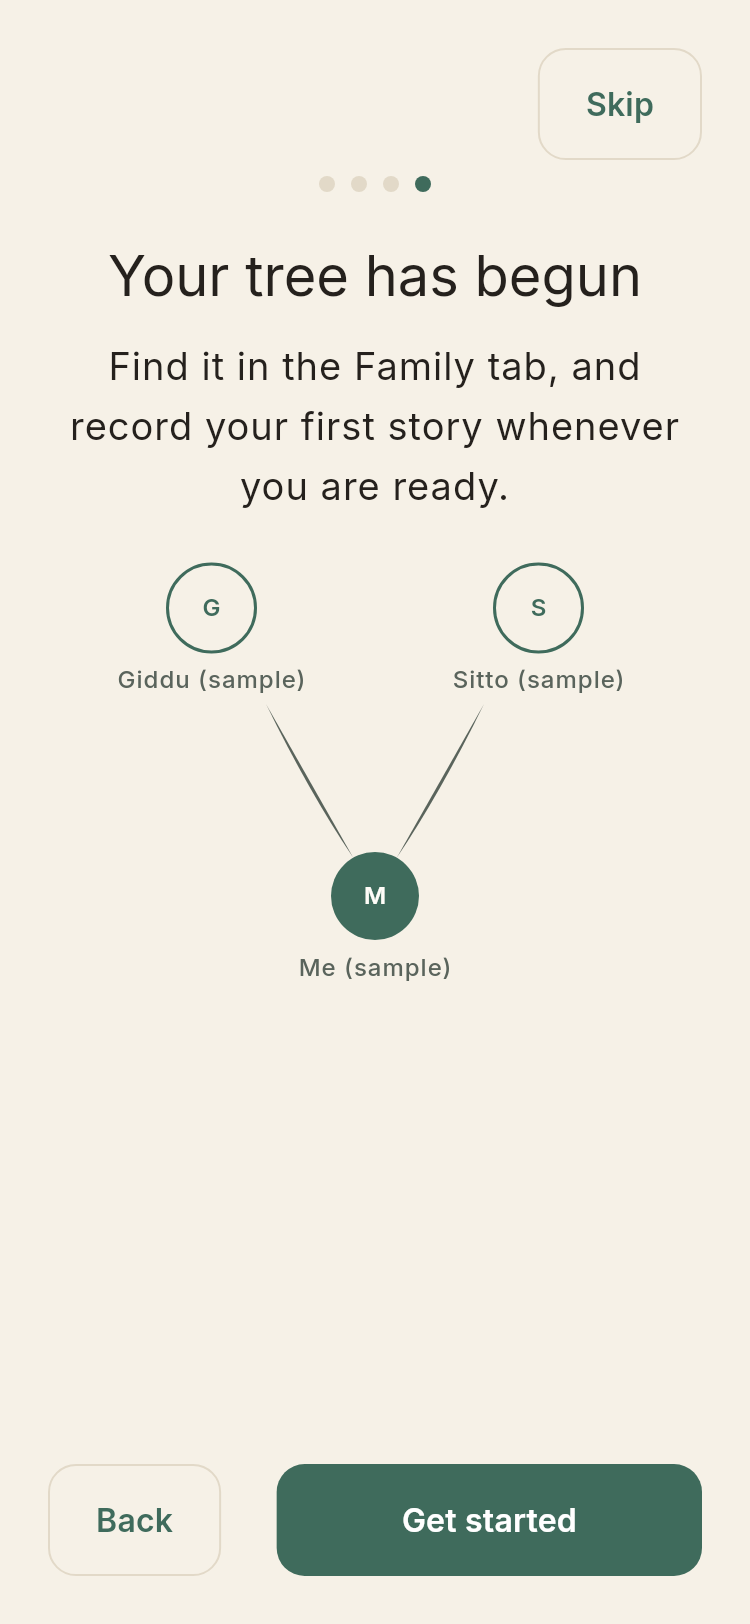 Skip
Your tree has begun
Find it in the Family tab, and
record your first story whenever
you are ready.
G
S
Giddu (sample)
Sitto (sample)
M
Me (sample)
Back
Get started